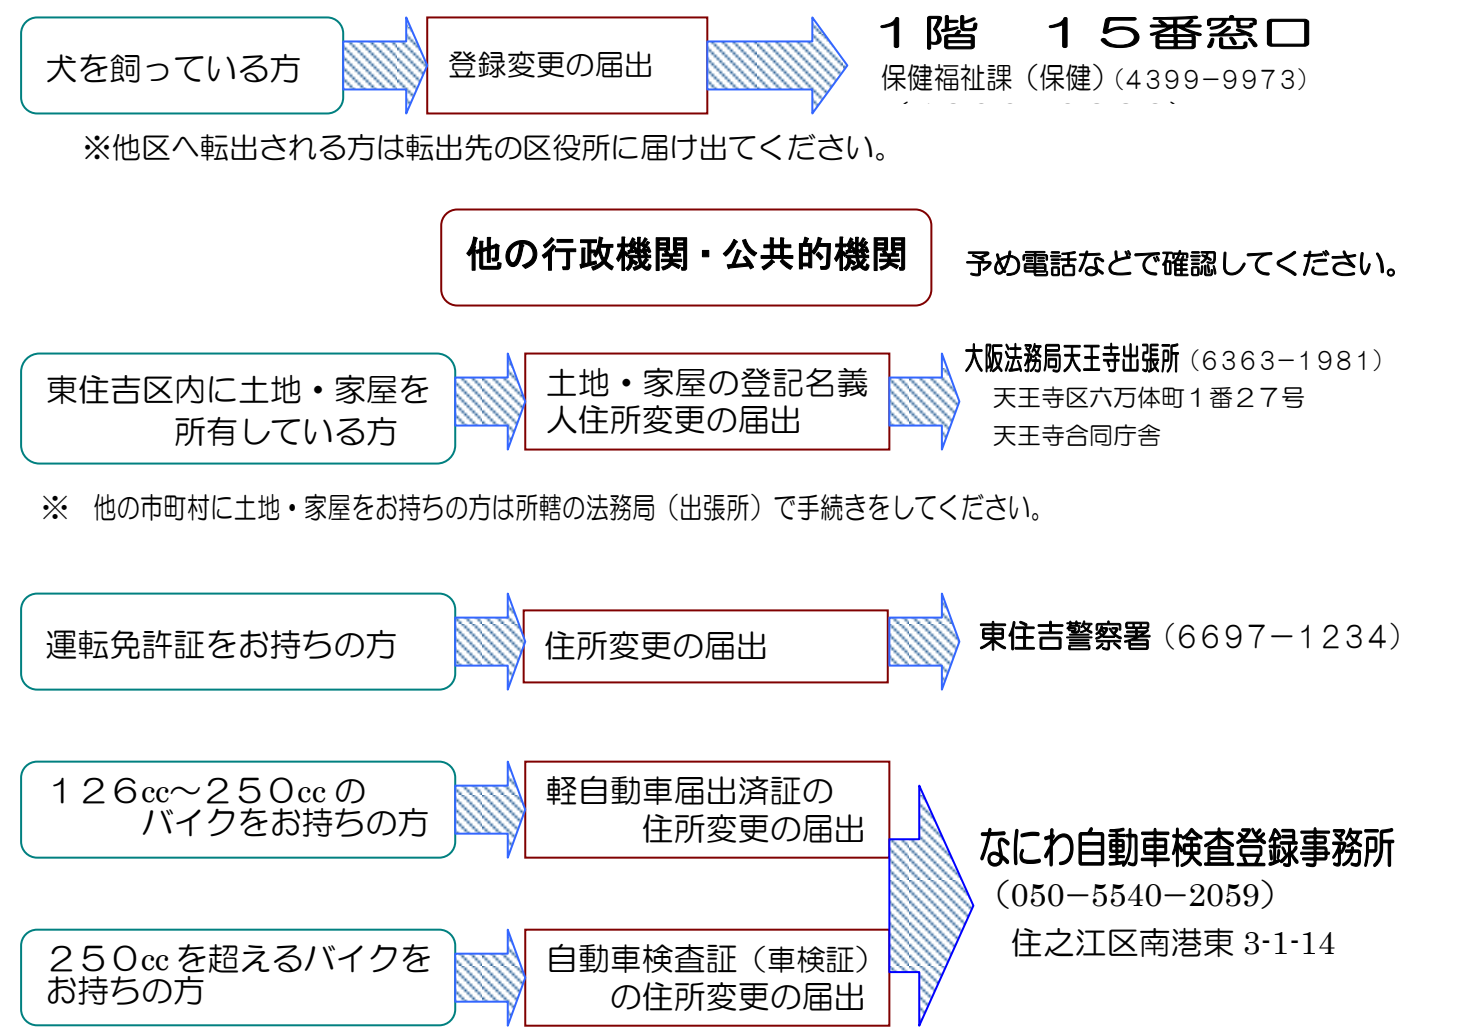 犬を飼っている方
登録変更の届出
１階　１５番窓口
保健福祉課（保健）（4399−9973）
※他区へ転出される方は転出先の区役所に届け出てください。
他の行政機関・公共的機関
予め電話などで確認してください。
東住吉区内に土地・家屋を
所有している方
土地・家屋の登記名義
人住所変更の届出
大阪法務局天王寺出張所（6363−1981）
天王寺区六万体町１番２７号
天王寺合同庁舎
※　他の市町村に土地・家屋をお持ちの方は所轄の法務局（出張所）で手続きをしてください。
運転免許証をお持ちの方
住所変更の届出
東住吉警察署（6697−1234）
１２６cc～２５０cc の
バイクをお持ちの方
軽自動車届出済証の
住所変更の届出
なにわ自動車検査登録事務所
（050−5540−2059）
住之江区南港東 3-1-14
２５０cc を超えるバイクを
お持ちの方
自動車検査証（車検証）
の住所変更の届出